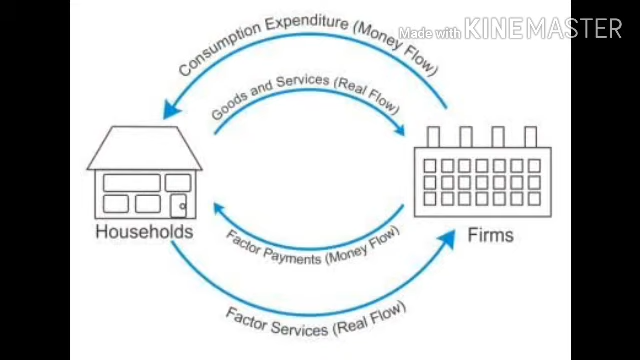 Made with KINEMASTER
Consumption Expenditure (Money Flow)
Goods and Services (Real Flow)
Households
Firms
Factor Payments (Money Flow)
Factor Services (Real Flow)